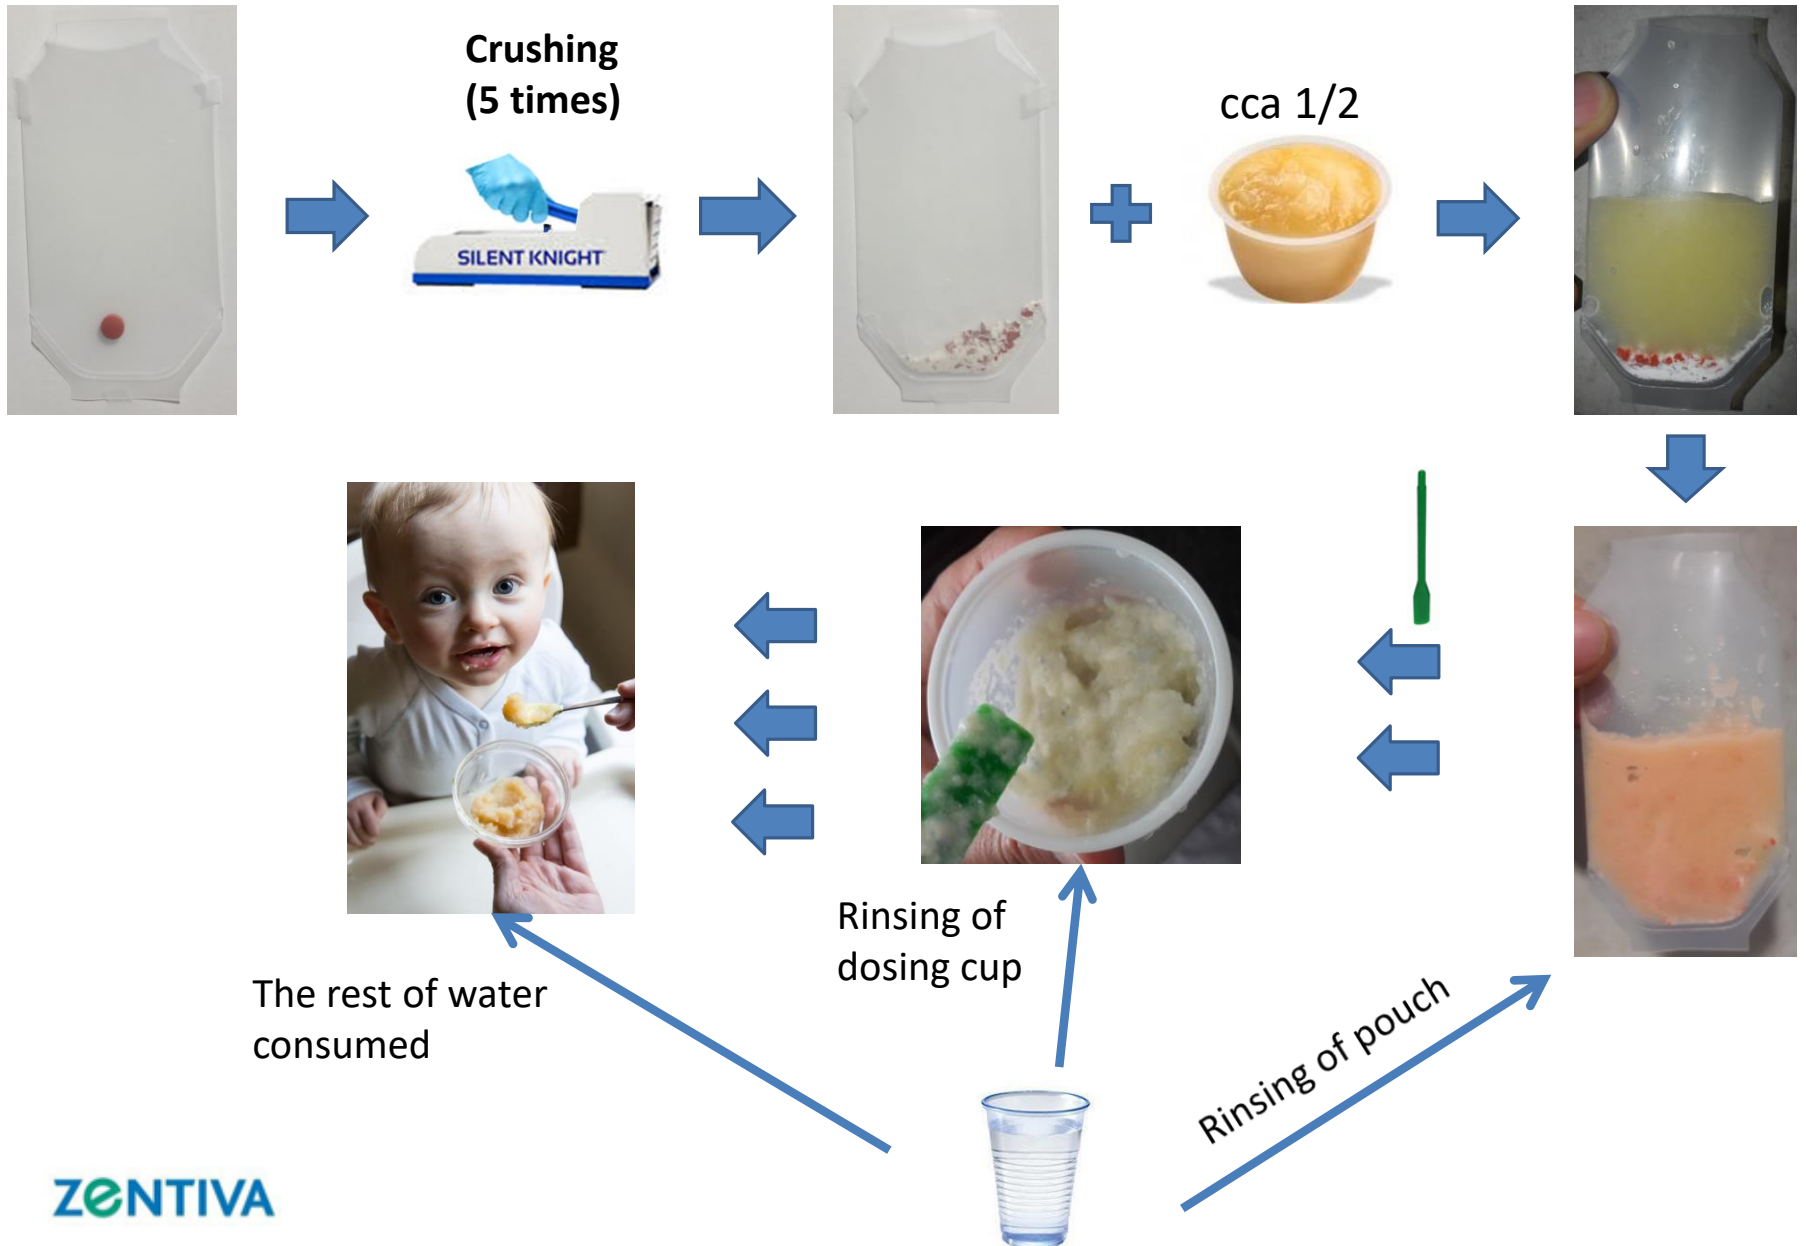 Crushing
(5 times)
SILENT KNIGHT
cca 1/2
Rinsing of
dosing cup
The rest of water
consumed
Rinsing of pouch
ZENTIVA